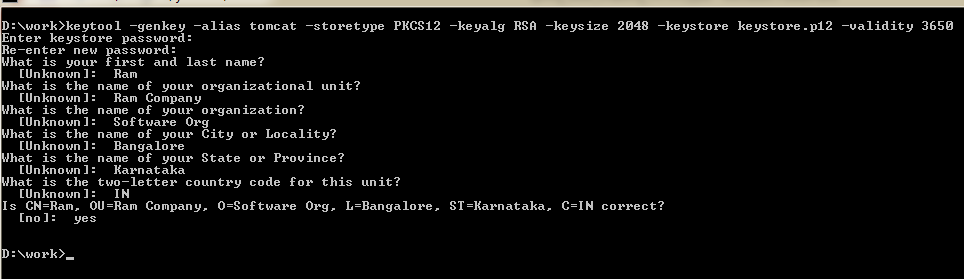 D:\work>keytool -genkey -alias tomcat -storetype PKCS12 -keyalg RSA -keysize 2048 -keystore keystore.p12 -validity 3650
Enter keystore password:
Re-enter new password:
What is your first and last name?
  [Unknown]:  Ram
What is the name of your organizational unit?
  [Unknown]:  Ram Company
What is the name of your organization?
  [Unknown]:  Software Org
What is the name of your City or Locality?
  [Unknown]:  Bangalore
What is the name of your State or Province?
  [Unknown]:  Karnataka
What is the two-letter country code for this unit?
  [Unknown]:  IN
Is CN=Ram, OU=Ram Company, O=Software Org, L=Bangalore, ST=Karnataka, C=IN correct?
  [no]:  yes
D:\work>_